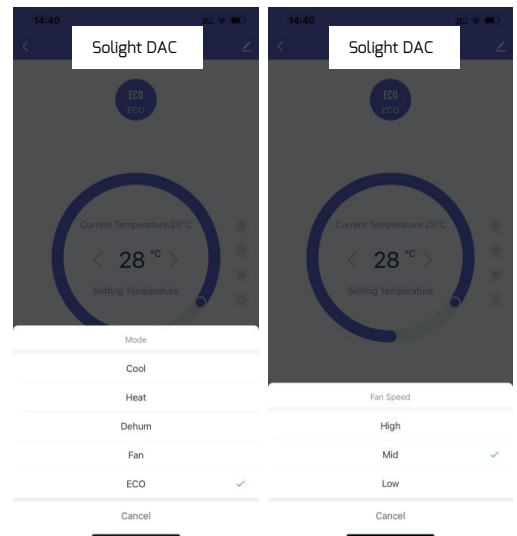 14:40
Solight DAC
ECO
ECO
Current Temperature:25°C
28 °C
Setting Temperature
Mode
Cool
Heat
Dehum
Fan
ECO
Cancel
14:40
Solight DAC
ECO
ECO
Current Temperature:25°C
28 °C
Setting Temperature
Fan Speed
High
Mid
Low
Cancel